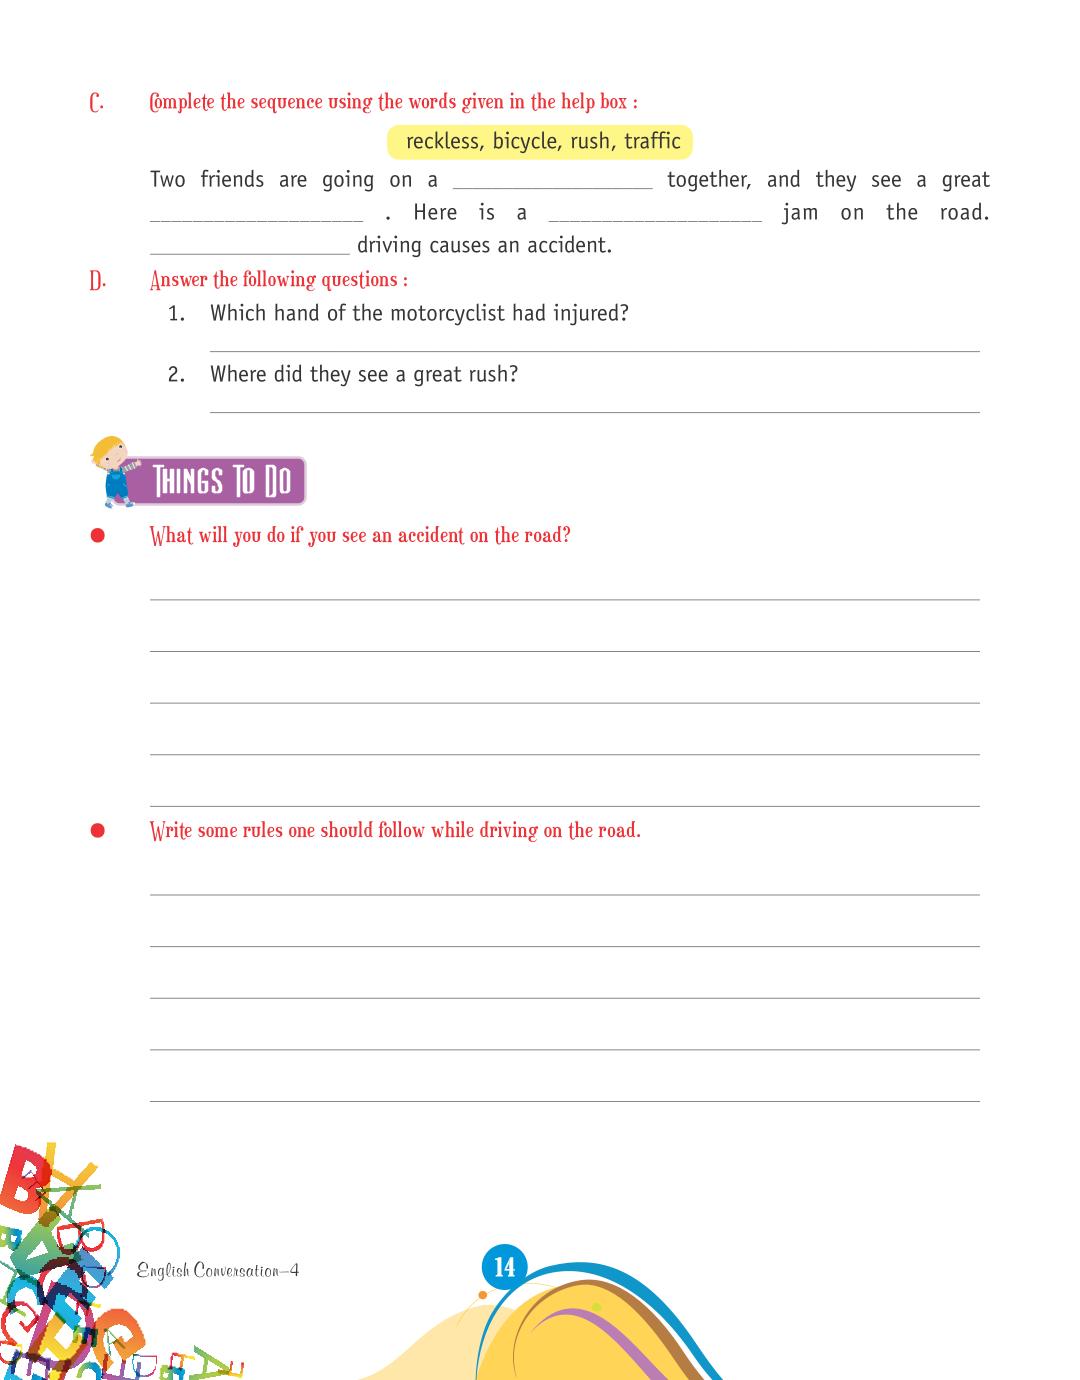 C. Complete the sequence using the words given in the help box :
reckless, bicycle, rush, traffic
Two friends are going on a ____________________ together, and they see a great
____________________ . Here is a ____________________ jam on the road.
____________________ driving causes an accident.
D. Answer the following questions :
1. Which hand of the motorcyclist had injured?
2. Where did they see a great rush?
THINGS TO DO
● What will you do if you see an accident on the road?
● Write some rules one should follow while driving on the road.
English Conversation–4
14